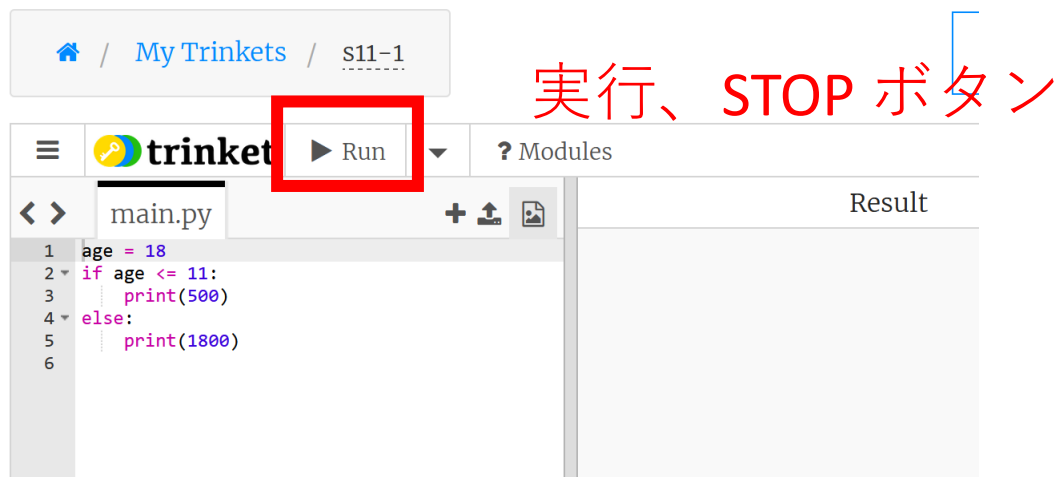 / My Trinkets / s11-1
実行、STOP ボタン
trinket Run ? Modules
main.py
Result
1 age = 18
2 if age <= 11:
3 print(500)
4 else:
5 print(1800)
6